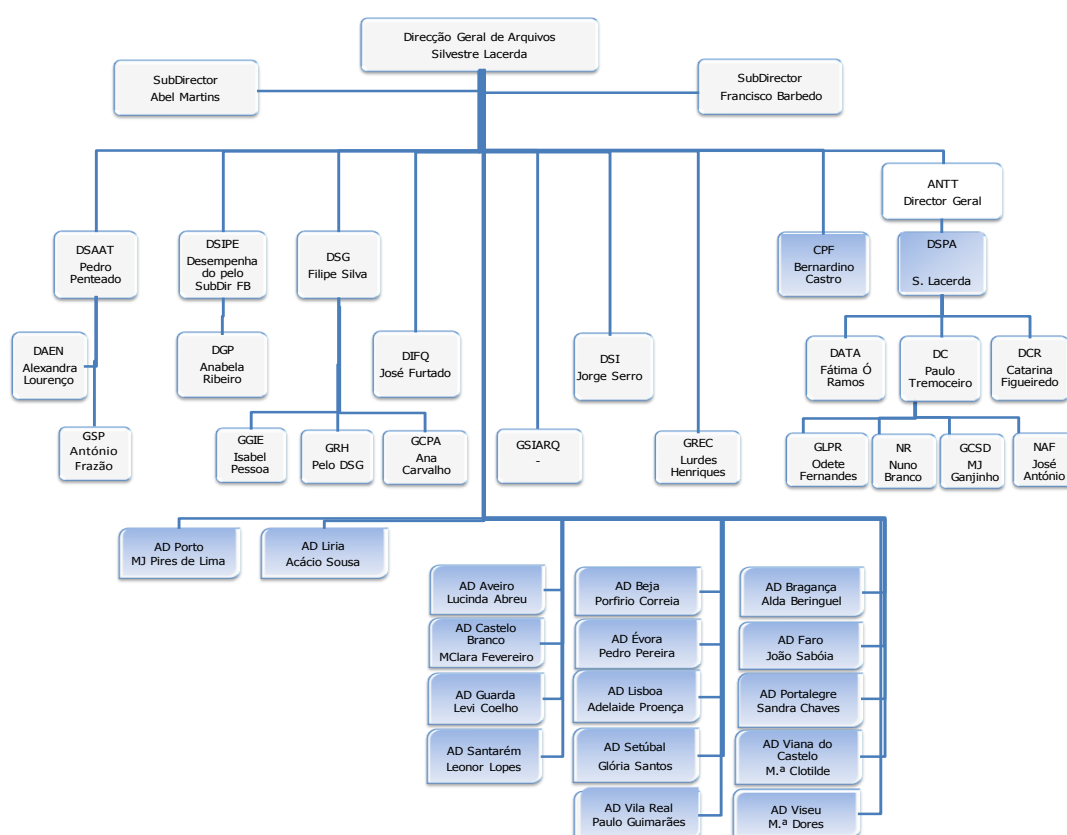 Direcção Geral de Arquivos
Silvestre Lacerda
SubDirector
Abel Martins
SubDirector
Francisco Barbedo
ANTT
Director Geral
DSAAT
Pedro
Penteado
DSIPE
Desempenha
do pelo
SubDir FB
DSG
Filipe Silva
CPF
Bernardino
Castro
DSPA
S. Lacerda
DAEN
Alexandra
Lourenço
DGP
Anabela
Ribeiro
DIFQ
José Furtado
DSI
Jorge Serro
DATA
Fátima Ó
Ramos
DC
Paulo
Tremoceiro
DCR
Catarina
Figueiredo
GSP
António
Frazão
GGIE
Isabel
Pessoa
GRH
Pelo DSG
GCPA
Ana
Carvalho
GSIARQ
-
GREC
Lurdes
Henriques
GLPR
Odete
Fernandes
NR
Nuno
Branco
GCSD
MJ
Ganjinho
NAF
José
António
AD Porto
MJ Pires de Lima
AD Liria
Acácio Sousa
AD Aveiro
Lucinda Abreu
AD Beja
Porfirio Correia
AD Bragança
Alda Beringuel
AD Castelo
Branco
MClara Fevereiro
AD Évora
Pedro Pereira
AD Faro
João Sabóia
AD Guarda
Levi Coelho
AD Lisboa
Adelaide Proença
AD Portalegre
Sandra Chaves
AD Santarém
Leonor Lopes
AD Setúbal
Glória Santos
AD Viana do
Castelo
M.ª Clotilde
AD Vila Real
Paulo Guimarães
AD Viseu
M.ª Dores